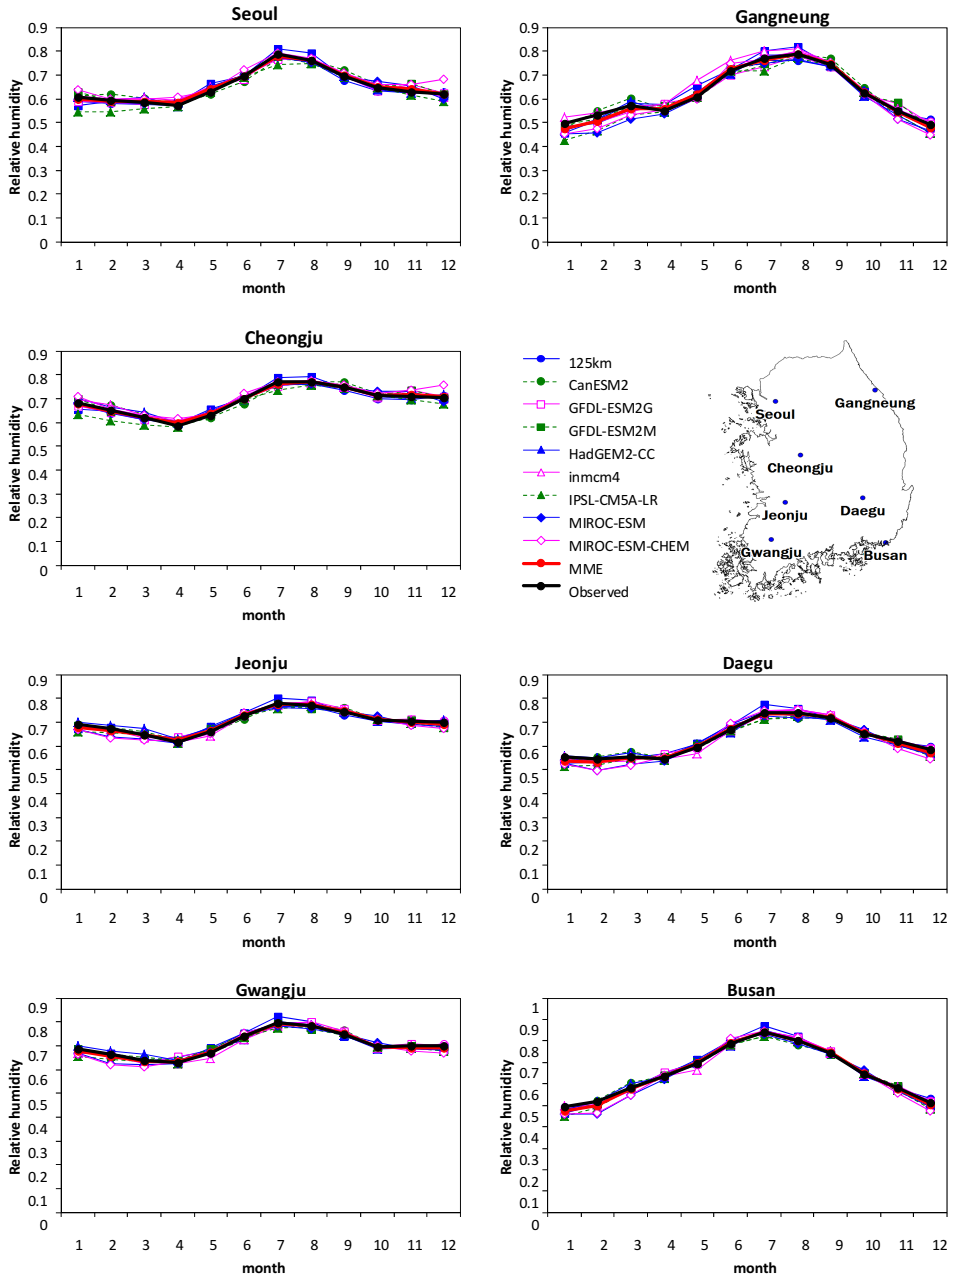 Seoul
Relative humidity
0.9
0.8
0.7
0.6
0.5
0.4
0.3
0.2
0.1
0
1 2 3 4 5 6 7 8 9 10 11 12
month
Gangneung
Relative humidity
0.9
0.8
0.7
0.6
0.5
0.4
0.3
0.2
0.1
0
1 2 3 4 5 6 7 8 9 10 11 12
month
Cheongju
Relative humidity
0.9
0.8
0.7
0.6
0.5
0.4
0.3
0.2
0.1
0
1 2 3 4 5 6 7 8 9 10 11 12
month
125km
CanESM2
GFDL-ESM2G
GFDL-ESM2M
HadGEM2-CC
inmcm4
IPSL-CM5A-LR
MIROC-ESM
MIROC-ESM-CHEM
MME
Observed
Seoul
Gangneung
Cheongju
Jeonju
Daegu
Gwangju
Busan
Jeonju
Relative humidity
0.9
0.8
0.7
0.6
0.5
0.4
0.3
0.2
0.1
0
1 2 3 4 5 6 7 8 9 10 11 12
month
Daegu
Relative humidity
0.9
0.8
0.7
0.6
0.5
0.4
0.3
0.2
0.1
0
1 2 3 4 5 6 7 8 9 10 11 12
month
Gwangju
Relative humidity
0.9
0.8
0.7
0.6
0.5
0.4
0.3
0.2
0.1
0
1 2 3 4 5 6 7 8 9 10 11 12
month
Busan
Relative humidity
1
0.9
0.8
0.7
0.6
0.5
0.4
0.3
0.2
0.1
0
1 2 3 4 5 6 7 8 9 10 11 12
month